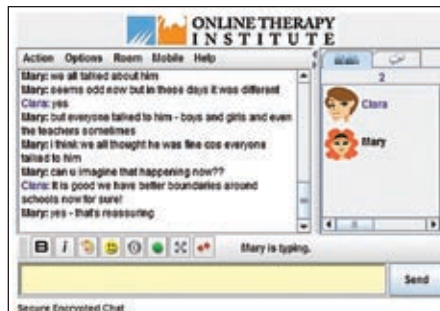 ONLINE THERAPY
INSTITUTE
Action Options Room Mobile Help
Mary: we all talked about him
Mary: seems odd now but in those days it was different
Clara: yes
Mary: but everyone talked to him - boys and girls and even
the teachers sometimes
Mary: i think we all thought he was fine cos everyone
talked to him
Mary: can u imagine that happening now??
Clara: It is good we have better boundaries around
schools now for sure!
Mary: yes - that's reassuring
2
Clara
Mary
B i
Mary is typing.
Send
Secure Encrypted Chat